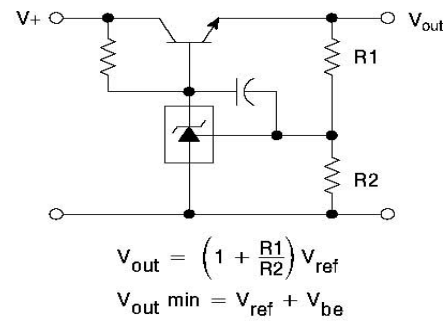 V+
Vout
R1
R2
Vout = (1 + R1/R2) Vref
Vout min = Vref + Vbe